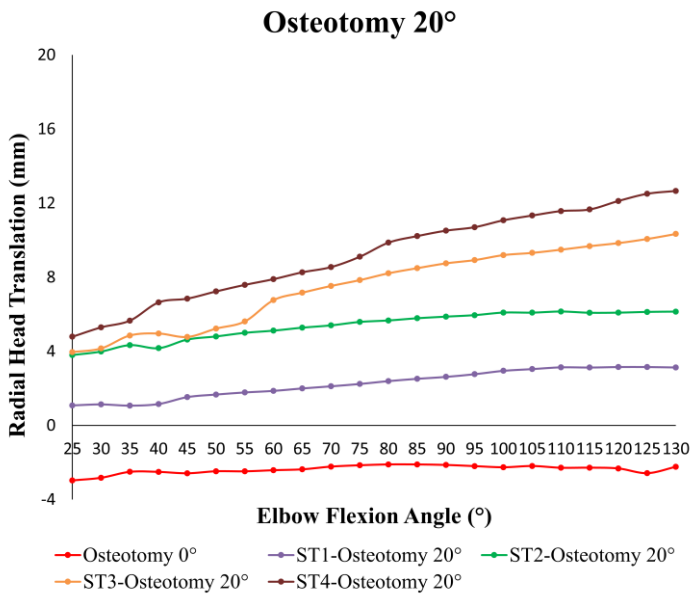 Osteotomy 20°
20
16
12
8
4
0
-4
Radial Head Translation (mm)
25 30 35 40 45 50 55 60 65 70 75 80 85 90 95 100 105 110 115 120 125 130
Elbow Flexion Angle (°)
Osteotomy 0° ST1-Osteotomy 20° ST2-Osteotomy 20°
ST3-Osteotomy 20° ST4-Osteotomy 20°